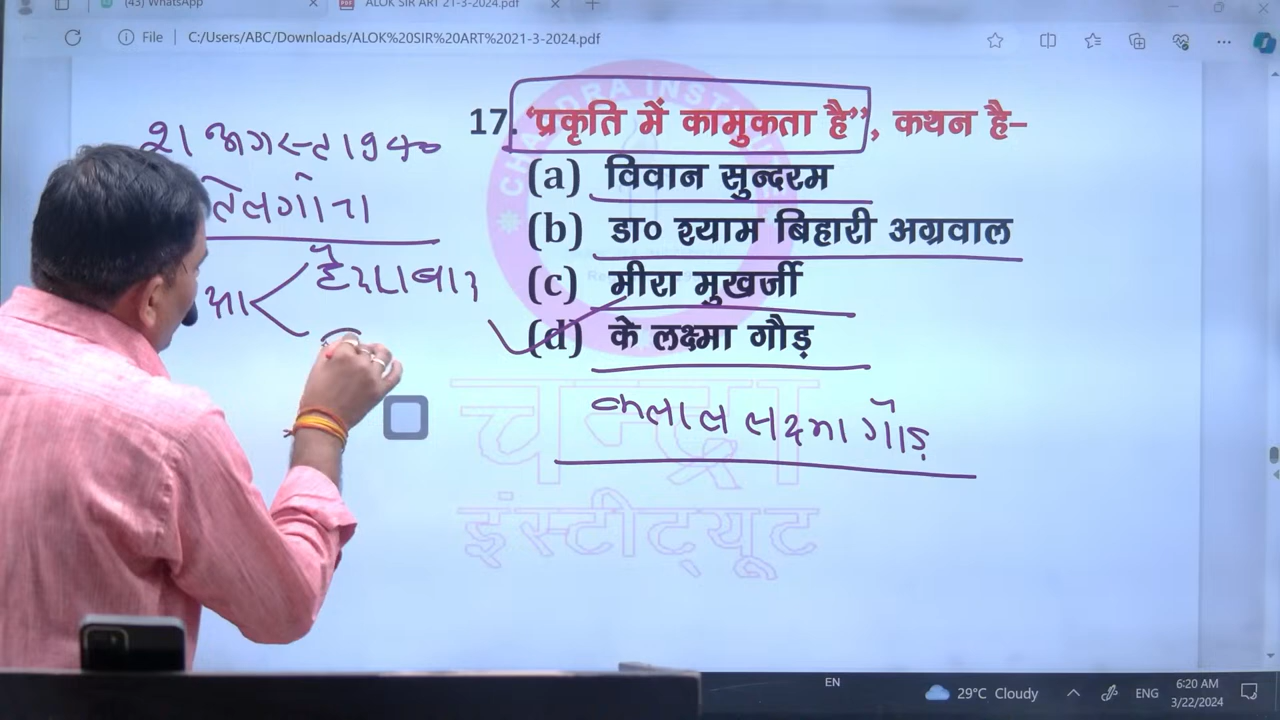 (43) WhatsApp
ALOK SIR ART 21-3-2024.pdf
File
C:/Users/ABC/Downloads/ALOK%20SIR%20ART%2021-3-2024.pdf
17. ‘प्रकृति में कामुकता है’’, कथन है–
(a) विवान सुन्दरम
(b) डा० श्याम बिहारी अग्रवाल
(c) मीरा मुखर्जी
(d) के लक्ष्मा गौड़
कलाल लक्ष्मा गौड़
21 अगस्त 1940
तेलगांना
चन्द्रा
इंस्टीट्यूट
EN
29°C Cloudy
ENG
6:20 AM
3/22/2024